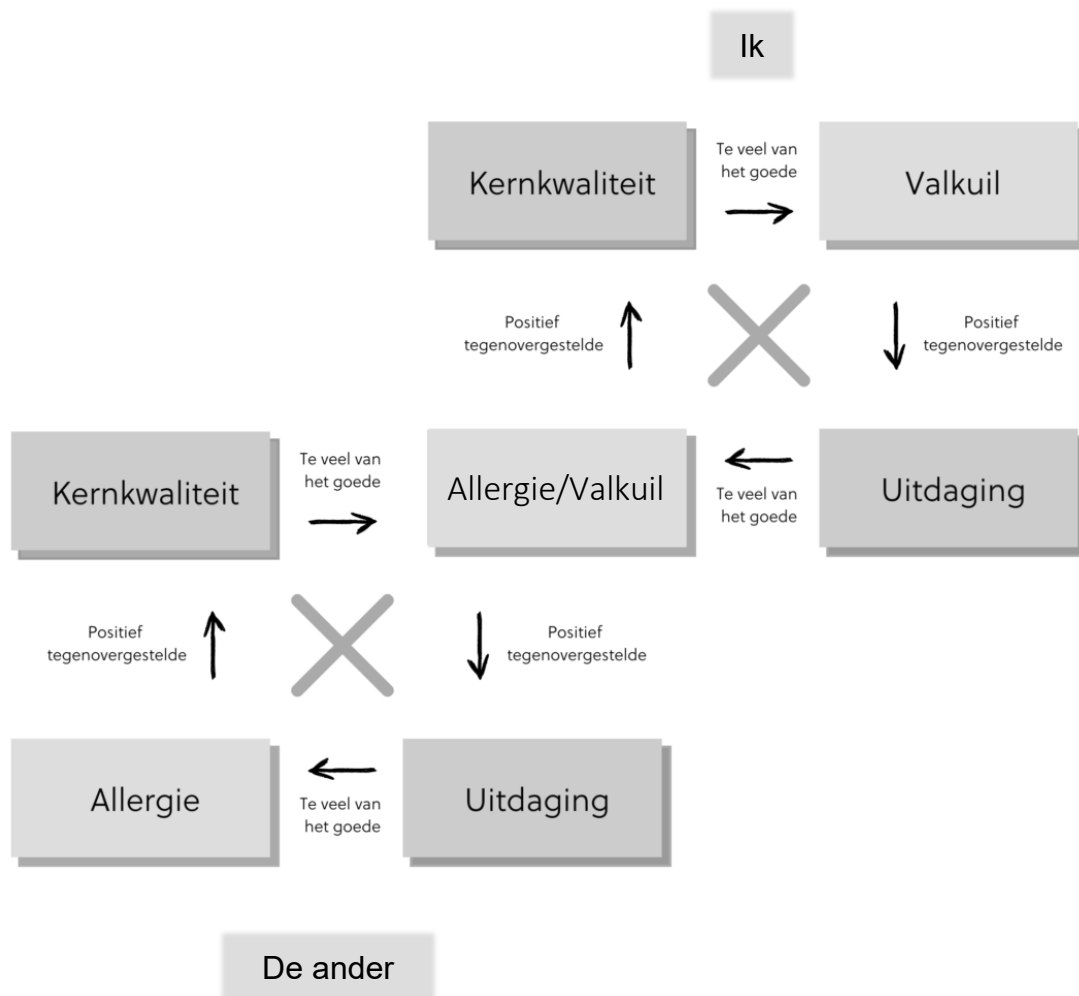 Ik
Kernkwaliteit
Te veel van
het goede
Valkuil
Positief
tegenovergestelde
Positief
tegenovergestelde
Kernkwaliteit
Te veel van
het goede
Allergie/Valkuil
Te veel van
het goede
Uitdaging
Positief
tegenovergestelde
Positief
tegenovergestelde
Allergie
Te veel van
het goede
Uitdaging
De ander